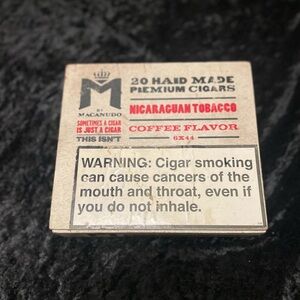 M
BY
MACANUDO
SOMETIMES A CIGAR
IS JUST A CIGAR
THIS ISN'T
20 HAND MADE
PREMIUM CIGARS
NICARAGUAN TOBACCO
COFFEE FLAVOR
6X44
WARNING: Cigar smoking
can cause cancers of the
mouth and throat, even if
you do not inhale.